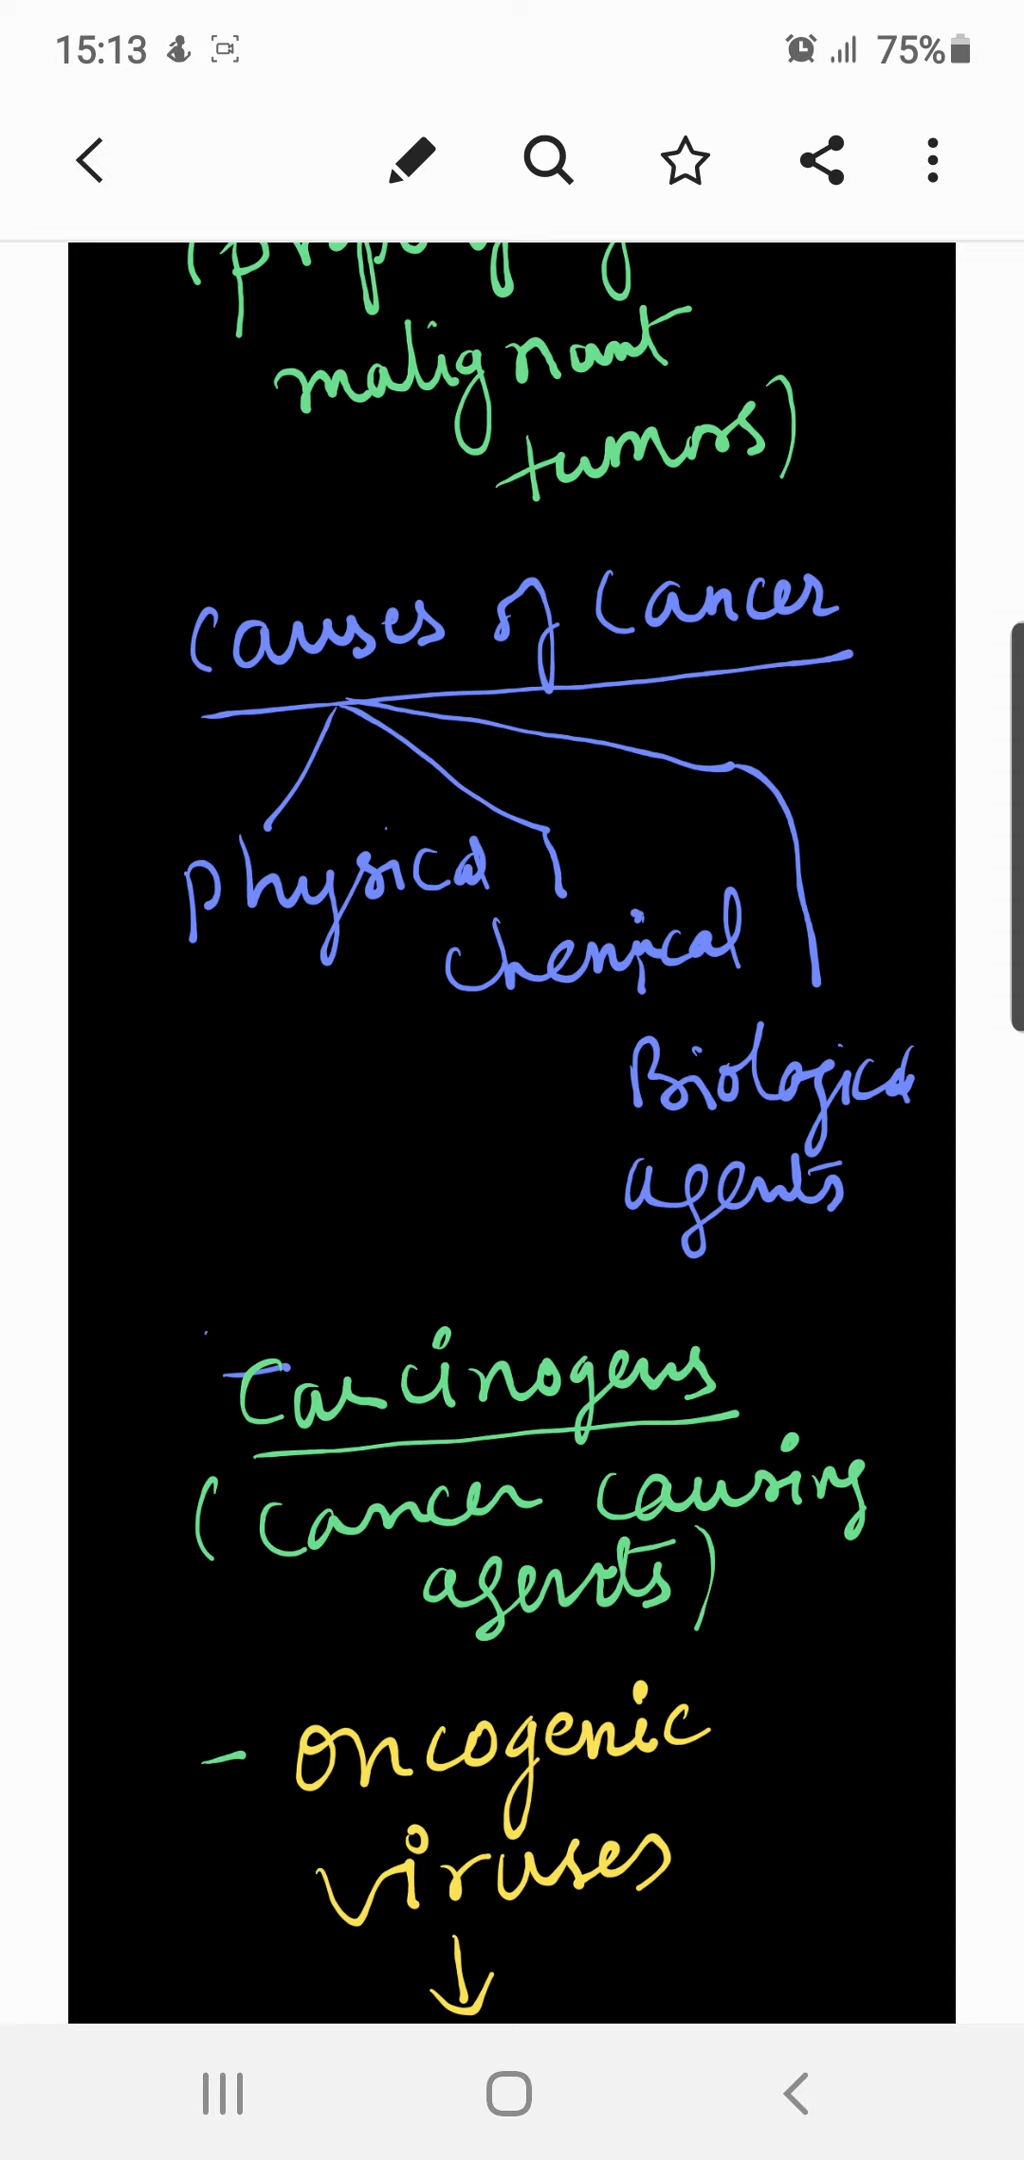 15:13 75%
malignant
tumors)
Causes of Cancer
Physical
chemical
Biological
agents
Carcinogens
(Cancer causing
agents)
- Oncogenic
viruses
↓